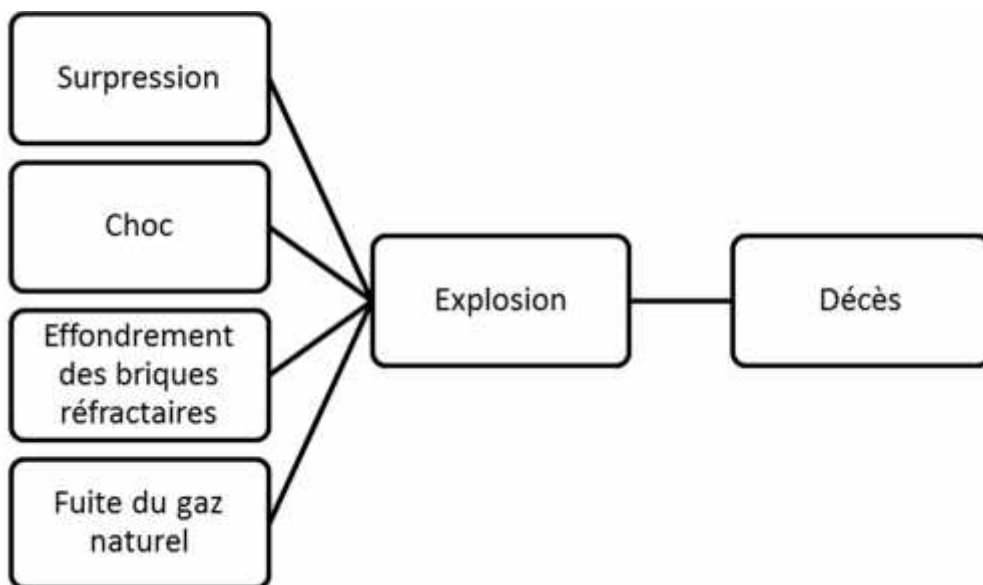 Surpression
Choc
Effondrement
des briques
réfractaires
Fuite du gaz
naturel
Explosion
Décès